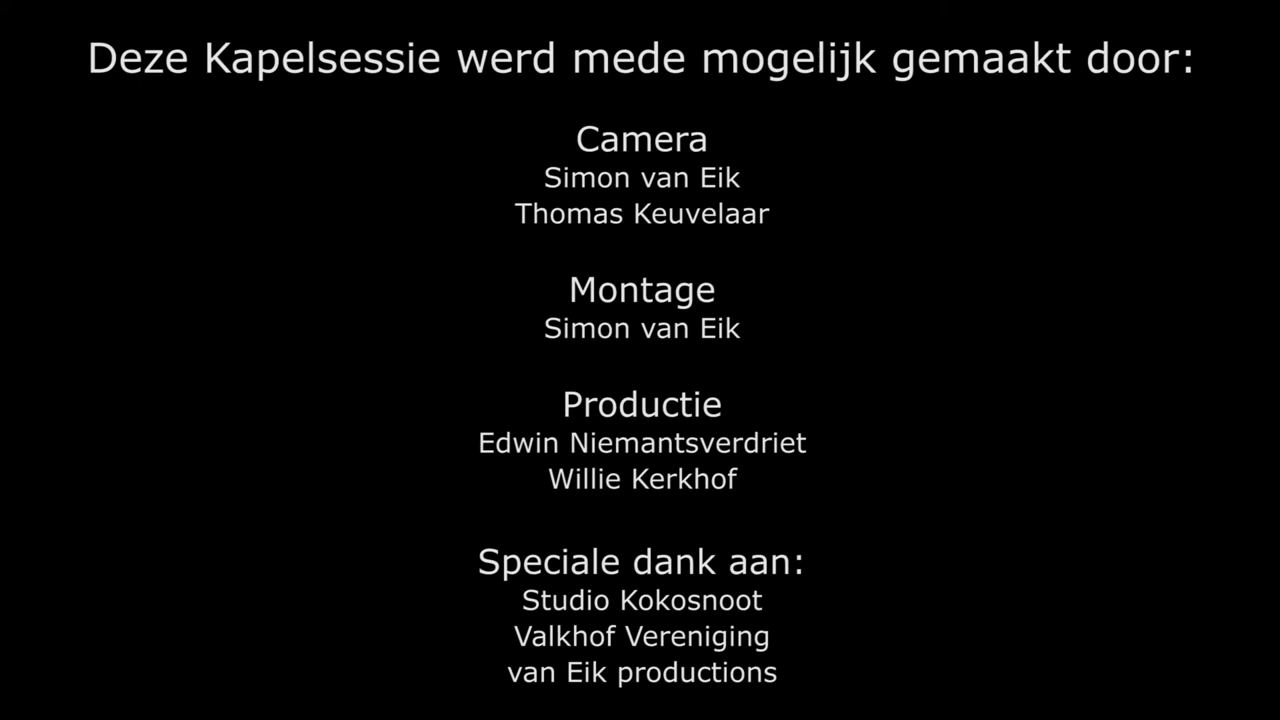 Deze Kapelsessie werd mede mogelijk gemaakt door:
Camera
Simon van Eik
Thomas Keuvelaar
Montage
Simon van Eik
Productie
Edwin Niemantsverdriet
Willie Kerkhof
Speciale dank aan:
Studio Kokosnoot
Valkhof Vereniging
van Eik productions